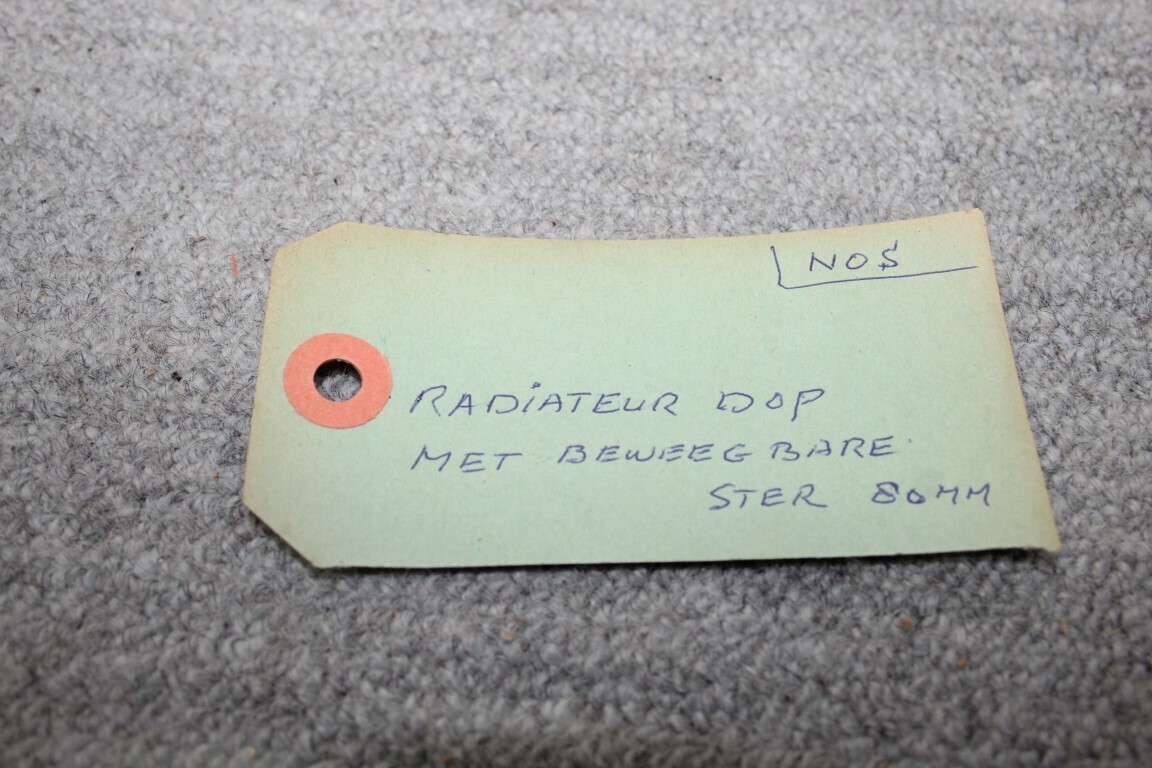 NOS
RADIATEUR DOP
MET BEWEEGBARE
STER 80MM